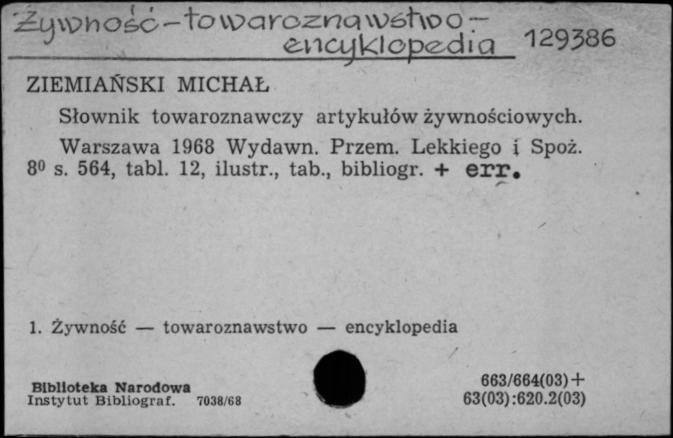 Żywność-towaroznawstwo-
encyklopedia 129386
ZIEMIAŃSKI MICHAŁ
Słownik towaroznawczy artykułów żywnościowych.
Warszawa 1968 Wydawn. Przem. Lekkiego i Spoż.
8⁰ s. 564, tabl. 12, ilustr., tab., bibliogr. + err.
1. Żywność — towaroznawstwo — encyklopedia
Biblioteka Narodowa
Instytut Bibliograf. 7038/68
663/664(03)+
63(03):620.2(03)